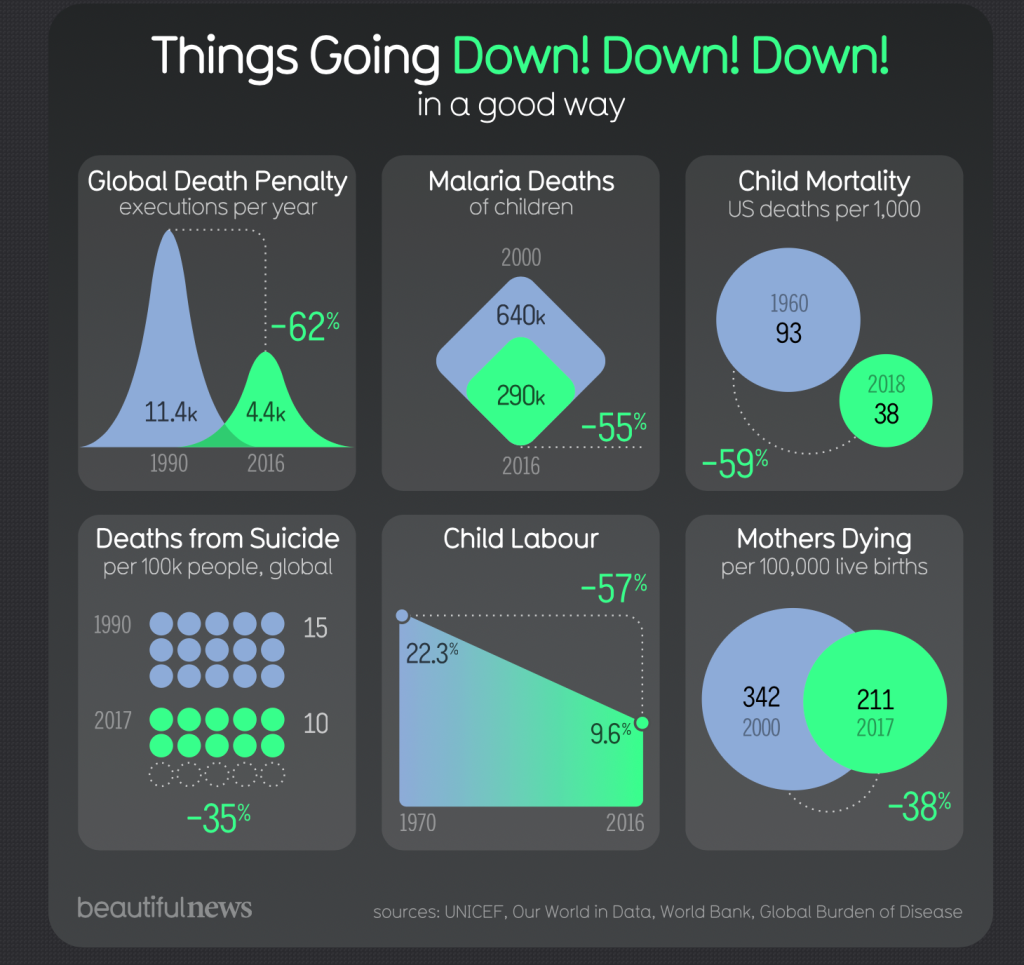 Things Going Down! Down! Down!
in a good way
Global Death Penalty
executions per year
-62%
11.4k
4.4k
1990
2016
Malaria Deaths
of children
2000
640k
290k
-55%
2016
Child Mortality
US deaths per 1,000
1960
93
2018
38
-59%
Deaths from Suicide
per 100k people, global
1990
15
2017
10
-35%
Child Labour
-57%
22.3%
9.6%
1970
2016
Mothers Dying
per 100,000 live births
342
2000
211
2017
-38%
beautifulnews
sources: UNICEF, Our World in Data, World Bank, Global Burden of Disease